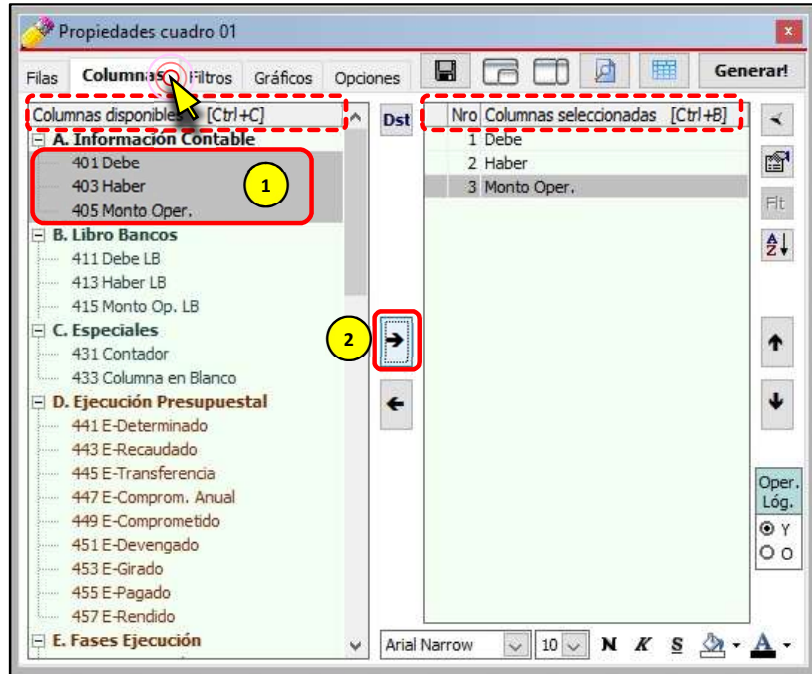 Propiedades cuadro 01
x
Filas Columnas Filtros Gráficos Opciones Generar!
Columnas disponibles [Ctrl+C]
A. Información Contable
401 Debe
403 Haber
405 Monto Oper.
1
B. Libro Bancos
411 Debe LB
413 Haber LB
415 Monto Op. LB
C. Especiales
431 Contador
433 Columna en Blanco
D. Ejecución Presupuestal
441 E-Determinado
443 E-Recaudado
445 E-Transferencia
447 E-Comprom. Anual
449 E-Comprometido
451 E-Devengado
453 E-Girado
455 E-Pagado
457 E-Rendido
E. Fases Ejecución
Dst
2
Nro Columnas seleccionadas [Ctrl+B]
1 Debe
2 Haber
3 Monto Oper.
Flt
A
Z
Oper.
Lóg.
Y
O
Arial Narrow 10 N K S A